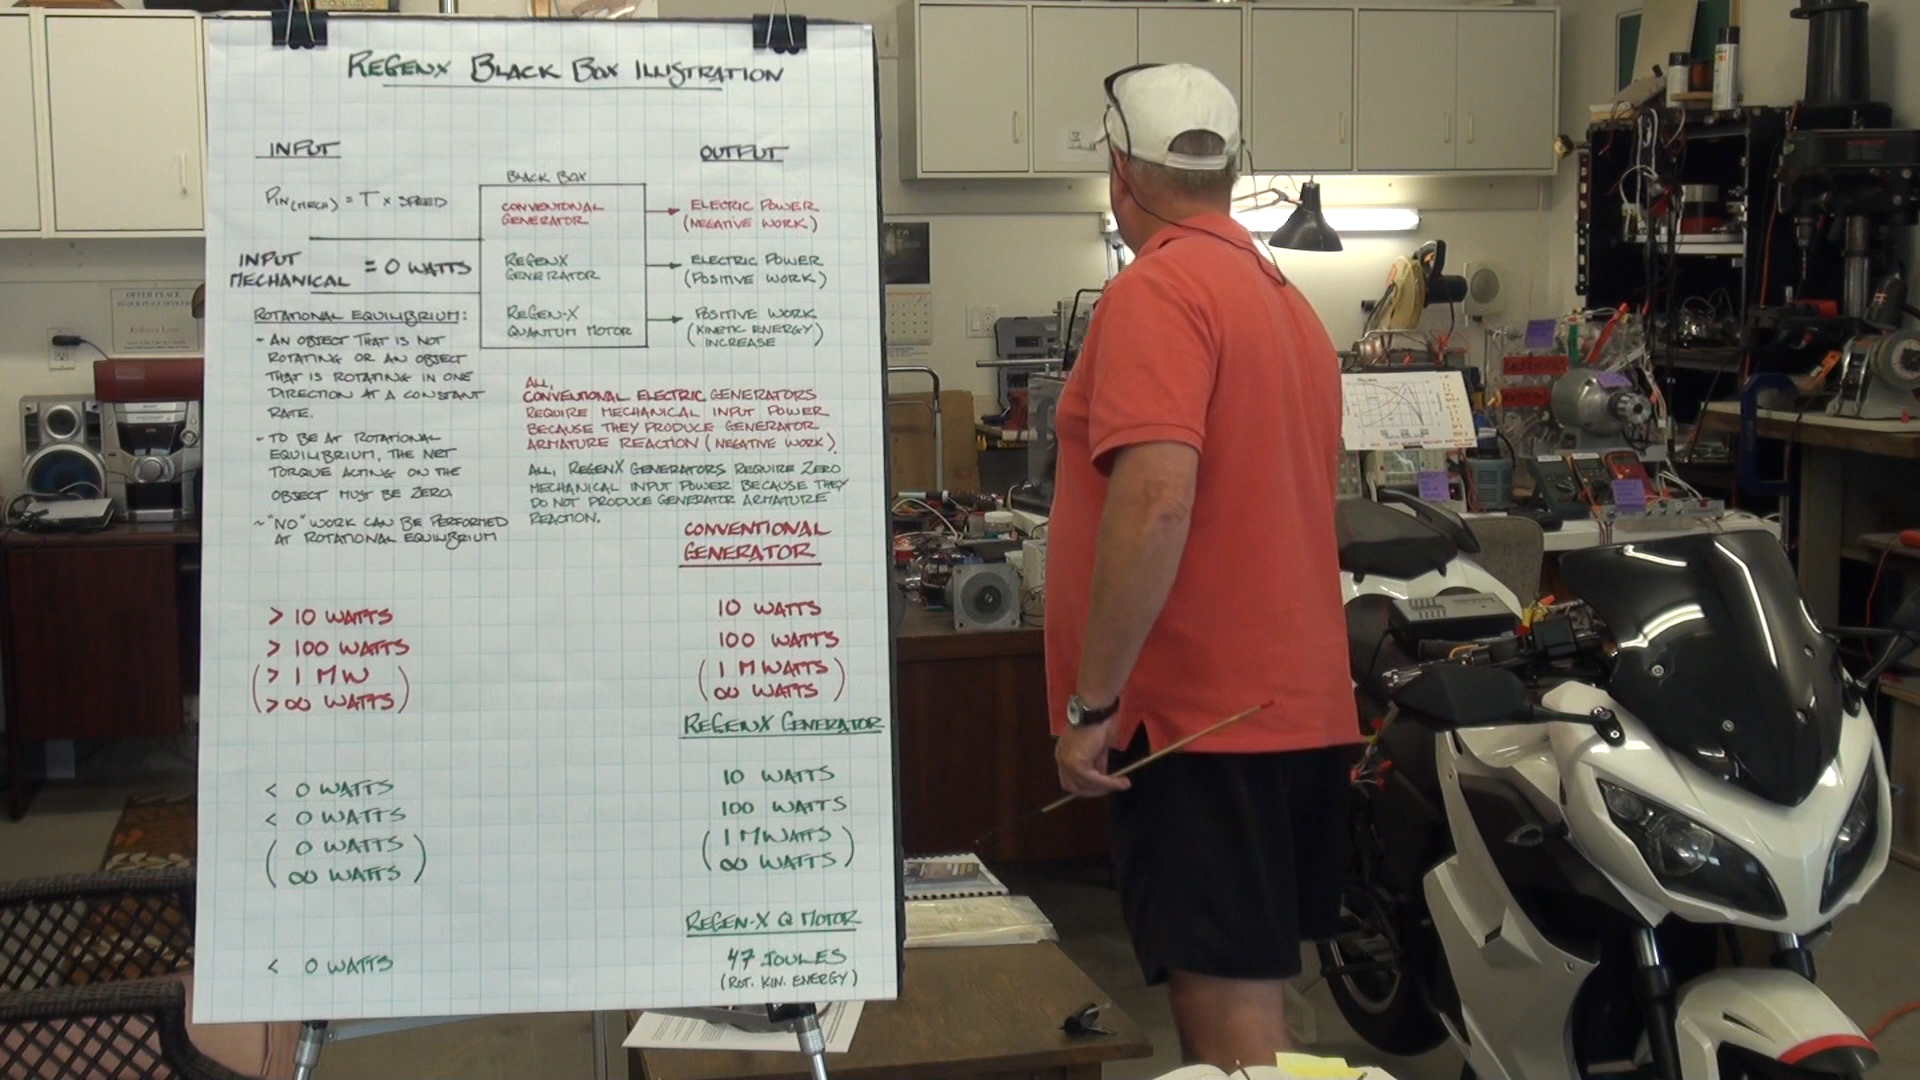 REGENX BLACK BOX ILLUSTRATION
INPUT
OUTPUT
BLACK BOX
PIN(MECH) = T x SPEED
INPUT
MECHANICAL = 0 WATTS
CONVENTIONAL
GENERATOR
REGENX
GENERATOR
REGEN-X
QUANTUM MOTOR
ELECTRIC POWER
(NEGATIVE WORK)
ELECTRIC POWER
(POSITIVE WORK)
POSITIVE WORK
(KINETIC ENERGY
INCREASE)
ROTATIONAL EQUILIBRIUM:
- AN OBJECT THAT IS NOT
ROTATING OR AN OBJECT
THAT IS ROTATING IN ONE
DIRECTION AT A CONSTANT
RATE.
- TO BE AT ROTATIONAL
EQUILIBRIUM, THE NET
TORQUE ACTING ON THE
OBJECT MUST BE ZERO
~ "NO" WORK CAN BE PERFORMED
AT ROTATIONAL EQUILIBRIUM
ALL,
CONVENTIONAL ELECTRIC GENERATORS
REQUIRE MECHANICAL INPUT POWER
BECAUSE THEY PRODUCE GENERATOR
ARMATURE REACTION (NEGATIVE WORK).
ALL, REGENX GENERATORS REQUIRE ZERO
MECHANICAL INPUT POWER BECAUSE THEY
DO NOT PRODUCE GENERATOR ARMATURE
REACTION.
CONVENTIONAL
GENERATOR
> 10 WATTS
10 WATTS
> 100 WATTS
100 WATTS
(> 1 MW
(1 MWATTS
> ∞ WATTS)
∞ WATTS)
REGENX GENERATOR
< 0 WATTS
10 WATTS
< 0 WATTS
100 WATTS
(0 WATTS
(1 MWATTS
∞ WATTS)
∞ WATTS)
REGEN-X Q MOTOR
< 0 WATTS
47 JOULES
(ROT. KIN. ENERGY)